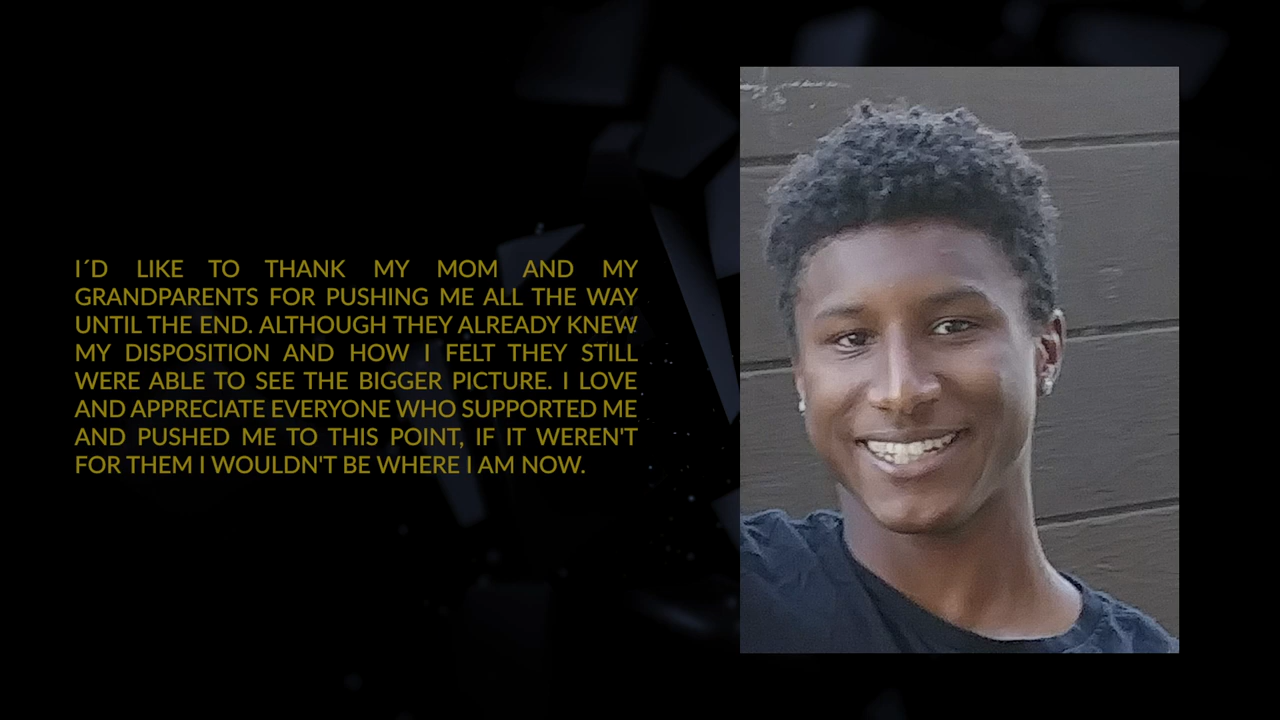 I´D LIKE TO THANK MY MOM AND MY
GRANDPARENTS FOR PUSHING ME ALL THE WAY
UNTIL THE END. ALTHOUGH THEY ALREADY KNEW
MY DISPOSITION AND HOW I FELT THEY STILL
WERE ABLE TO SEE THE BIGGER PICTURE. I LOVE
AND APPRECIATE EVERYONE WHO SUPPORTED ME
AND PUSHED ME TO THIS POINT, IF IT WEREN'T
FOR THEM I WOULDN'T BE WHERE I AM NOW.